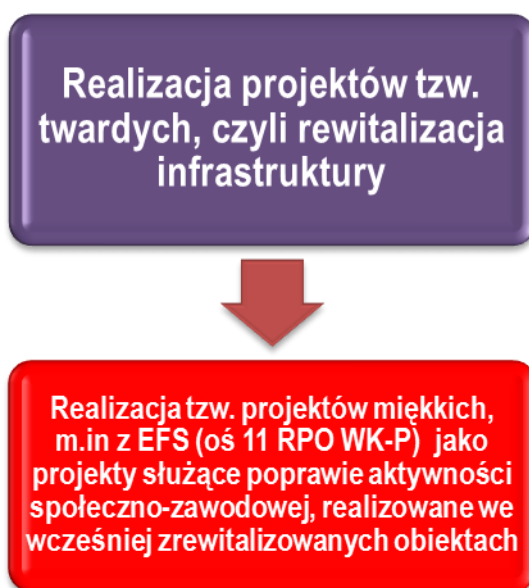 Realizacja projektów tzw.
twardych, czyli rewitalizacja
infrastruktury
Realizacja tzw. projektów miękkich,
m.in z EFS (oś 11 RPO WK-P) jako
projekty służące poprawie aktywności
społeczno-zawodowej, realizowane we
wcześniej zrewitalizowanych obiektach